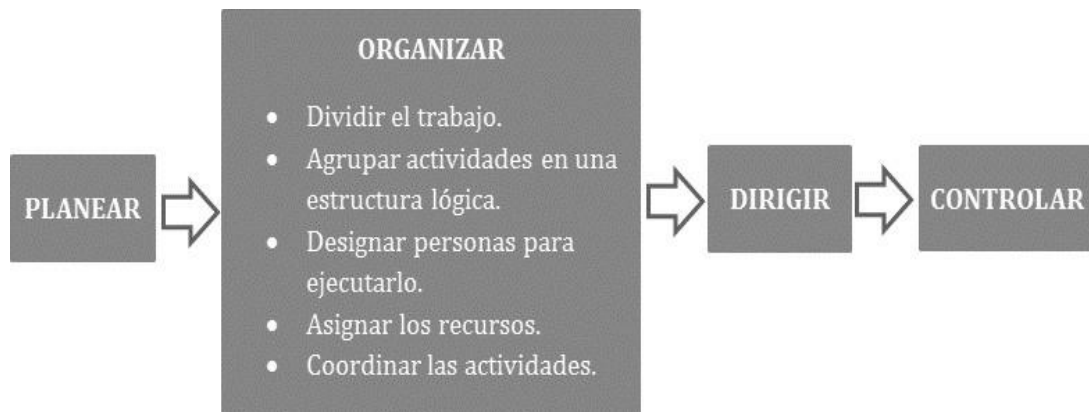 PLANEAR
ORGANIZAR
• Dividir el trabajo.
• Agrupar actividades en una
estructura lógica.
• Designar personas para
ejecutarlo.
• Asignar los recursos.
• Coordinar las actividades.
DIRIGIR
CONTROLAR